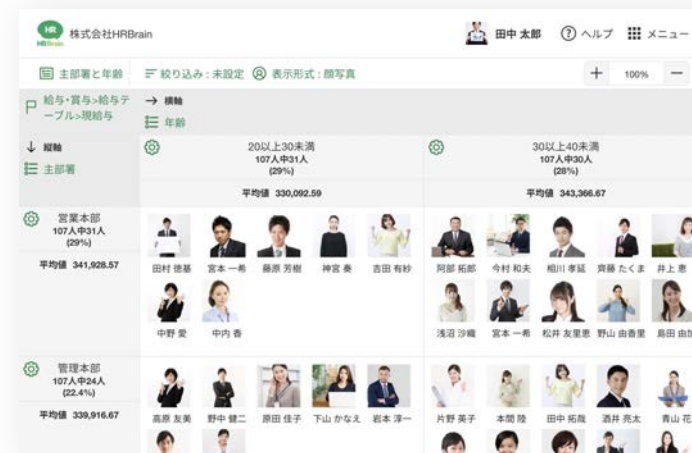 HR
HRBrain
株式会社HRBrain
田中 太郎
ヘルプ
メニュー
主部署と年齢
絞り込み : 未設定
表示形式 : 顔写真
100%
給与・賞与>給与テ
ーブル>現給与
横軸
年齢
縦軸
主部署
20以上30未満
107人中31人
(29%)
平均値 330,092.59
30以上40未満
107人中30人
(28%)
平均値 343,366.67
営業本部
107人中31人
(29%)
平均値 341,928.57
田村 徳基
宮本 一希
藤原 芳樹
神宮 奏
吉田 有紗
阿部 拓郎
今村 和夫
相川 孝延
齊藤 たくま
井上 恵
中野 愛
中内 香
浅沼 沙織
宮本 一希
松井 友里恵
野山 由香里
島田 由加
管理本部
107人中24人
(22.4%)
平均値 339,916.67
高原 友美
野中 健二
原田 佳子
下山 かなえ
岩本 淳一
片野 英子
本間 陸
田中 拓哉
酒井 亮太
青山 花